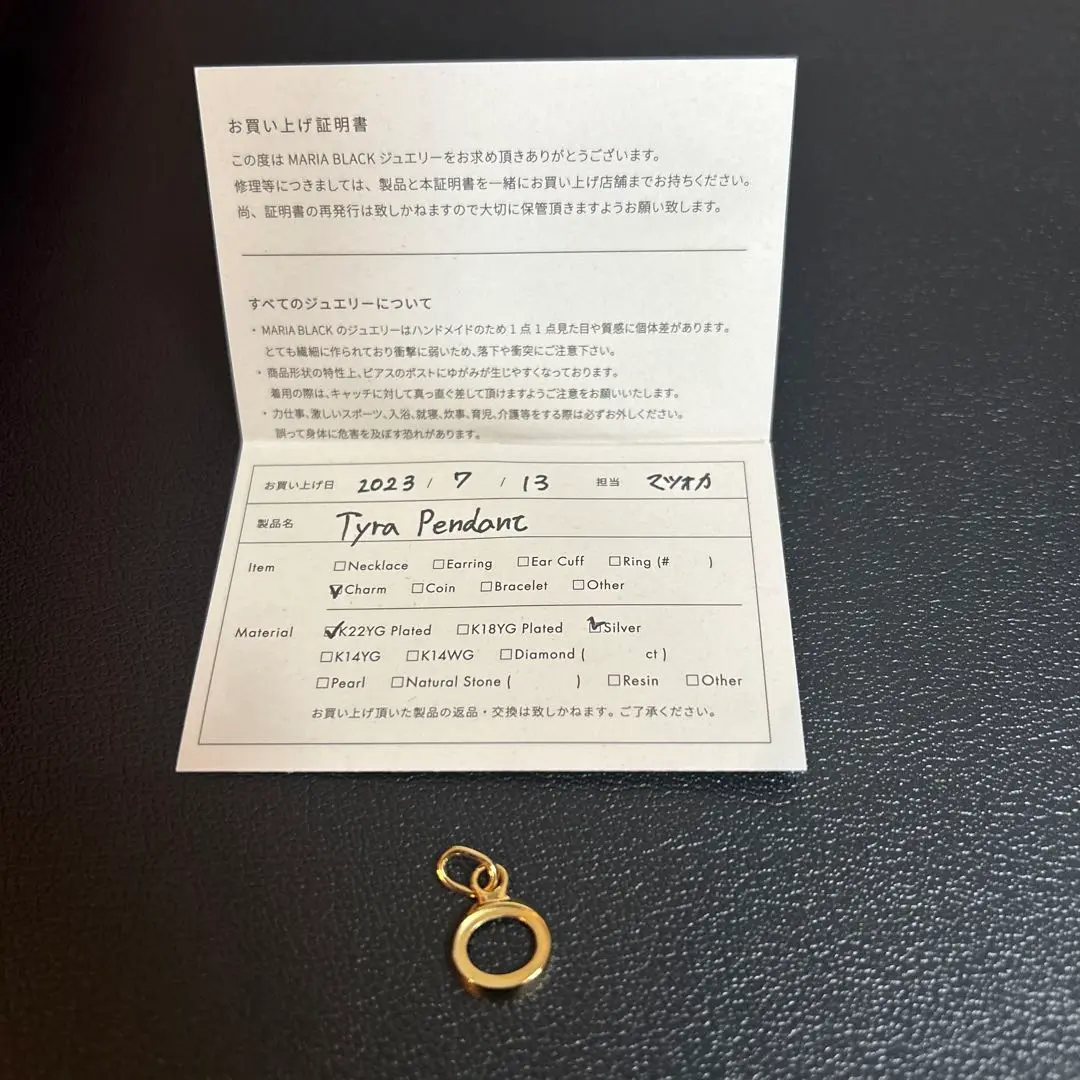 お買い上げ証明書
この度は MARIA BLACK ジュエリーをお求め頂きありがとうございます。
修理等につきましては、製品と本証明書を一緒にお買い上げ店舗までお持ちください。
尚、証明書の再発行は致しかねますので大切に保管頂きますようお願い致します。
すべてのジュエリーについて
・MARIA BLACK のジュエリーはハンドメイドのため1点1点見た目や質感に個体差があります。
とても繊細に作られており衝撃に弱いため、落下や衝突にご注意下さい。
・商品形状の特性上、ピアスのポストにゆがみが生じやすくなっております。
着用の際は、キャッチに対して真っ直ぐ差して頂けますようご注意をお願いいたします。
・力仕事、激しいスポーツ、入浴、就寝、炊事、育児、介護等をする際は必ずお外しください。
誤って身体に危害を及ぼす恐れがあります。
お買い上げ日 2023 / 7 / 13 担当 マツオカ
製品名 Tyra Pendant
Item □Necklace □Earring □Ear Cuff □Ring (# )
☑Charm □Coin □Bracelet □Other
Material ☑K22YG Plated □K18YG Plated ☑Silver
□K14YG □K14WG □Diamond ( ct )
□Pearl □Natural Stone ( ) □Resin □Other
お買い上げ頂いた製品の返品・交換は致しかねます。ご了承ください。